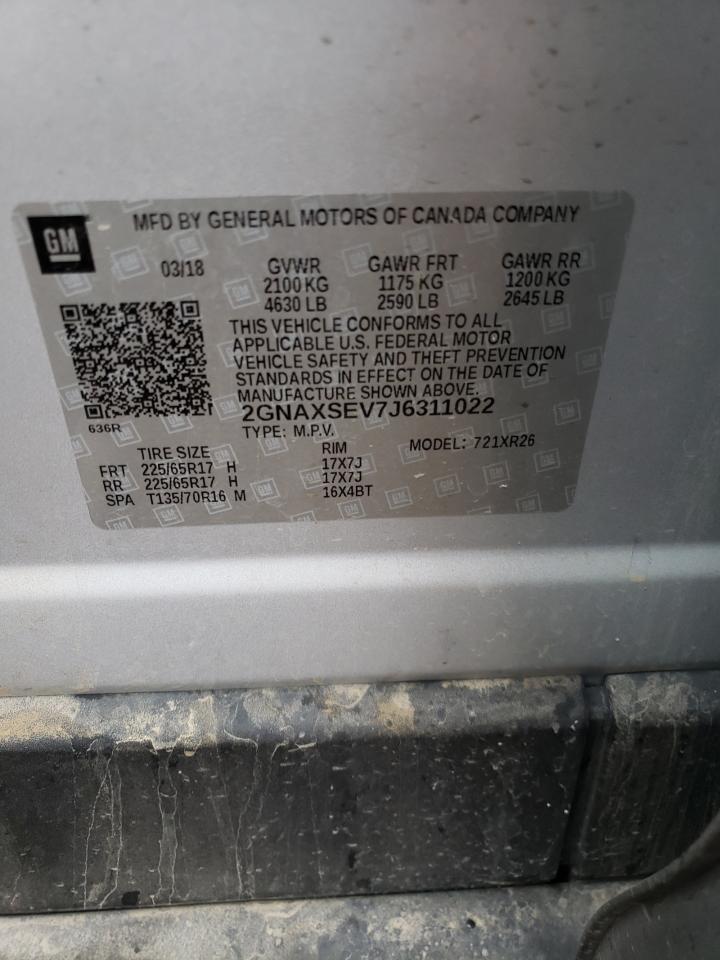 GM
MFD BY GENERAL MOTORS OF CANADA COMPANY
03/18 GVWR GAWR FRT GAWR RR
2100 KG 1175 KG 1200 KG
4630 LB 2590 LB 2645 LB
THIS VEHICLE CONFORMS TO ALL
APPLICABLE U.S. FEDERAL MOTOR
VEHICLE SAFETY AND THEFT PREVENTION
STANDARDS IN EFFECT ON THE DATE OF
MANUFACTURE SHOWN ABOVE.
2GNAXSEV7J6311022
636R
TYPE: M.P.V. MODEL: 721XR26
TIRE SIZE RIM
FRT 225/65R17 H 17X7J
RR 225/65R17 H 17X7J
SPA T135/70R16 M 16X4BT